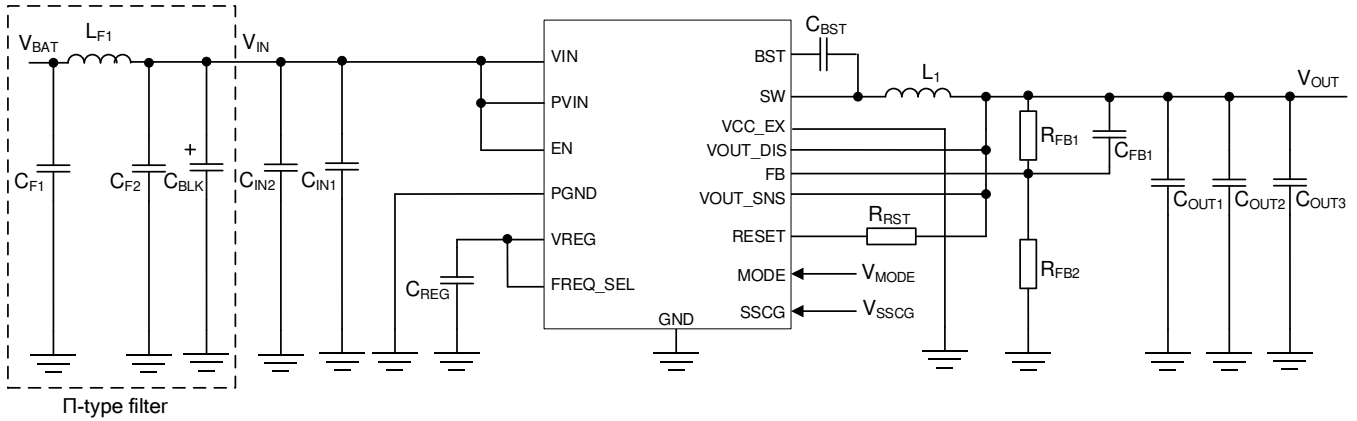 V_BAT
L_F1
V_IN
C_F1
C_F2
+
C_BLK
C_IN2
C_IN1
C_REG
Π-type filter
VIN
PVIN
EN
PGND
VREG
FREQ_SEL
GND
BST
SW
VCC_EX
VOUT_DIS
FB
VOUT_SNS
RESET
MODE
SSCG
C_BST
L_1
V_OUT
R_FB1
C_FB1
R_RST
R_FB2
V_MODE
V_SSCG
C_OUT1
C_OUT2
C_OUT3